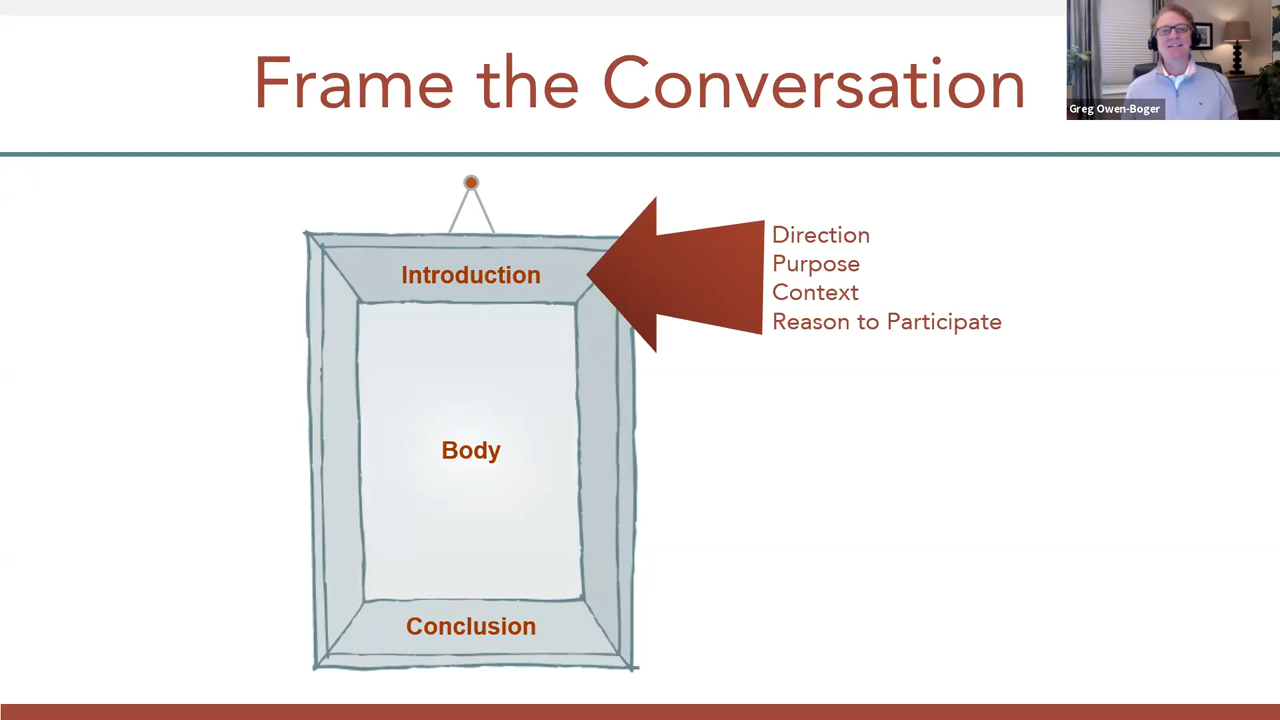 Frame the Conversation
Greg Owen-Boger
Introduction
Direction
Purpose
Context
Reason to Participate
Body
Conclusion